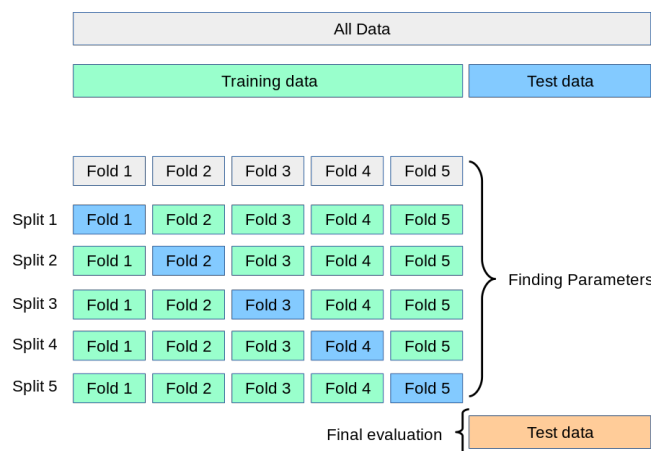 All Data
Training data Test data
Fold 1 Fold 2 Fold 3 Fold 4 Fold 5
Split 1 Fold 1 Fold 2 Fold 3 Fold 4 Fold 5
Split 2 Fold 1 Fold 2 Fold 3 Fold 4 Fold 5
Finding Parameters
Split 3 Fold 1 Fold 2 Fold 3 Fold 4 Fold 5
Split 4 Fold 1 Fold 2 Fold 3 Fold 4 Fold 5
Split 5 Fold 1 Fold 2 Fold 3 Fold 4 Fold 5
Final evaluation Test data